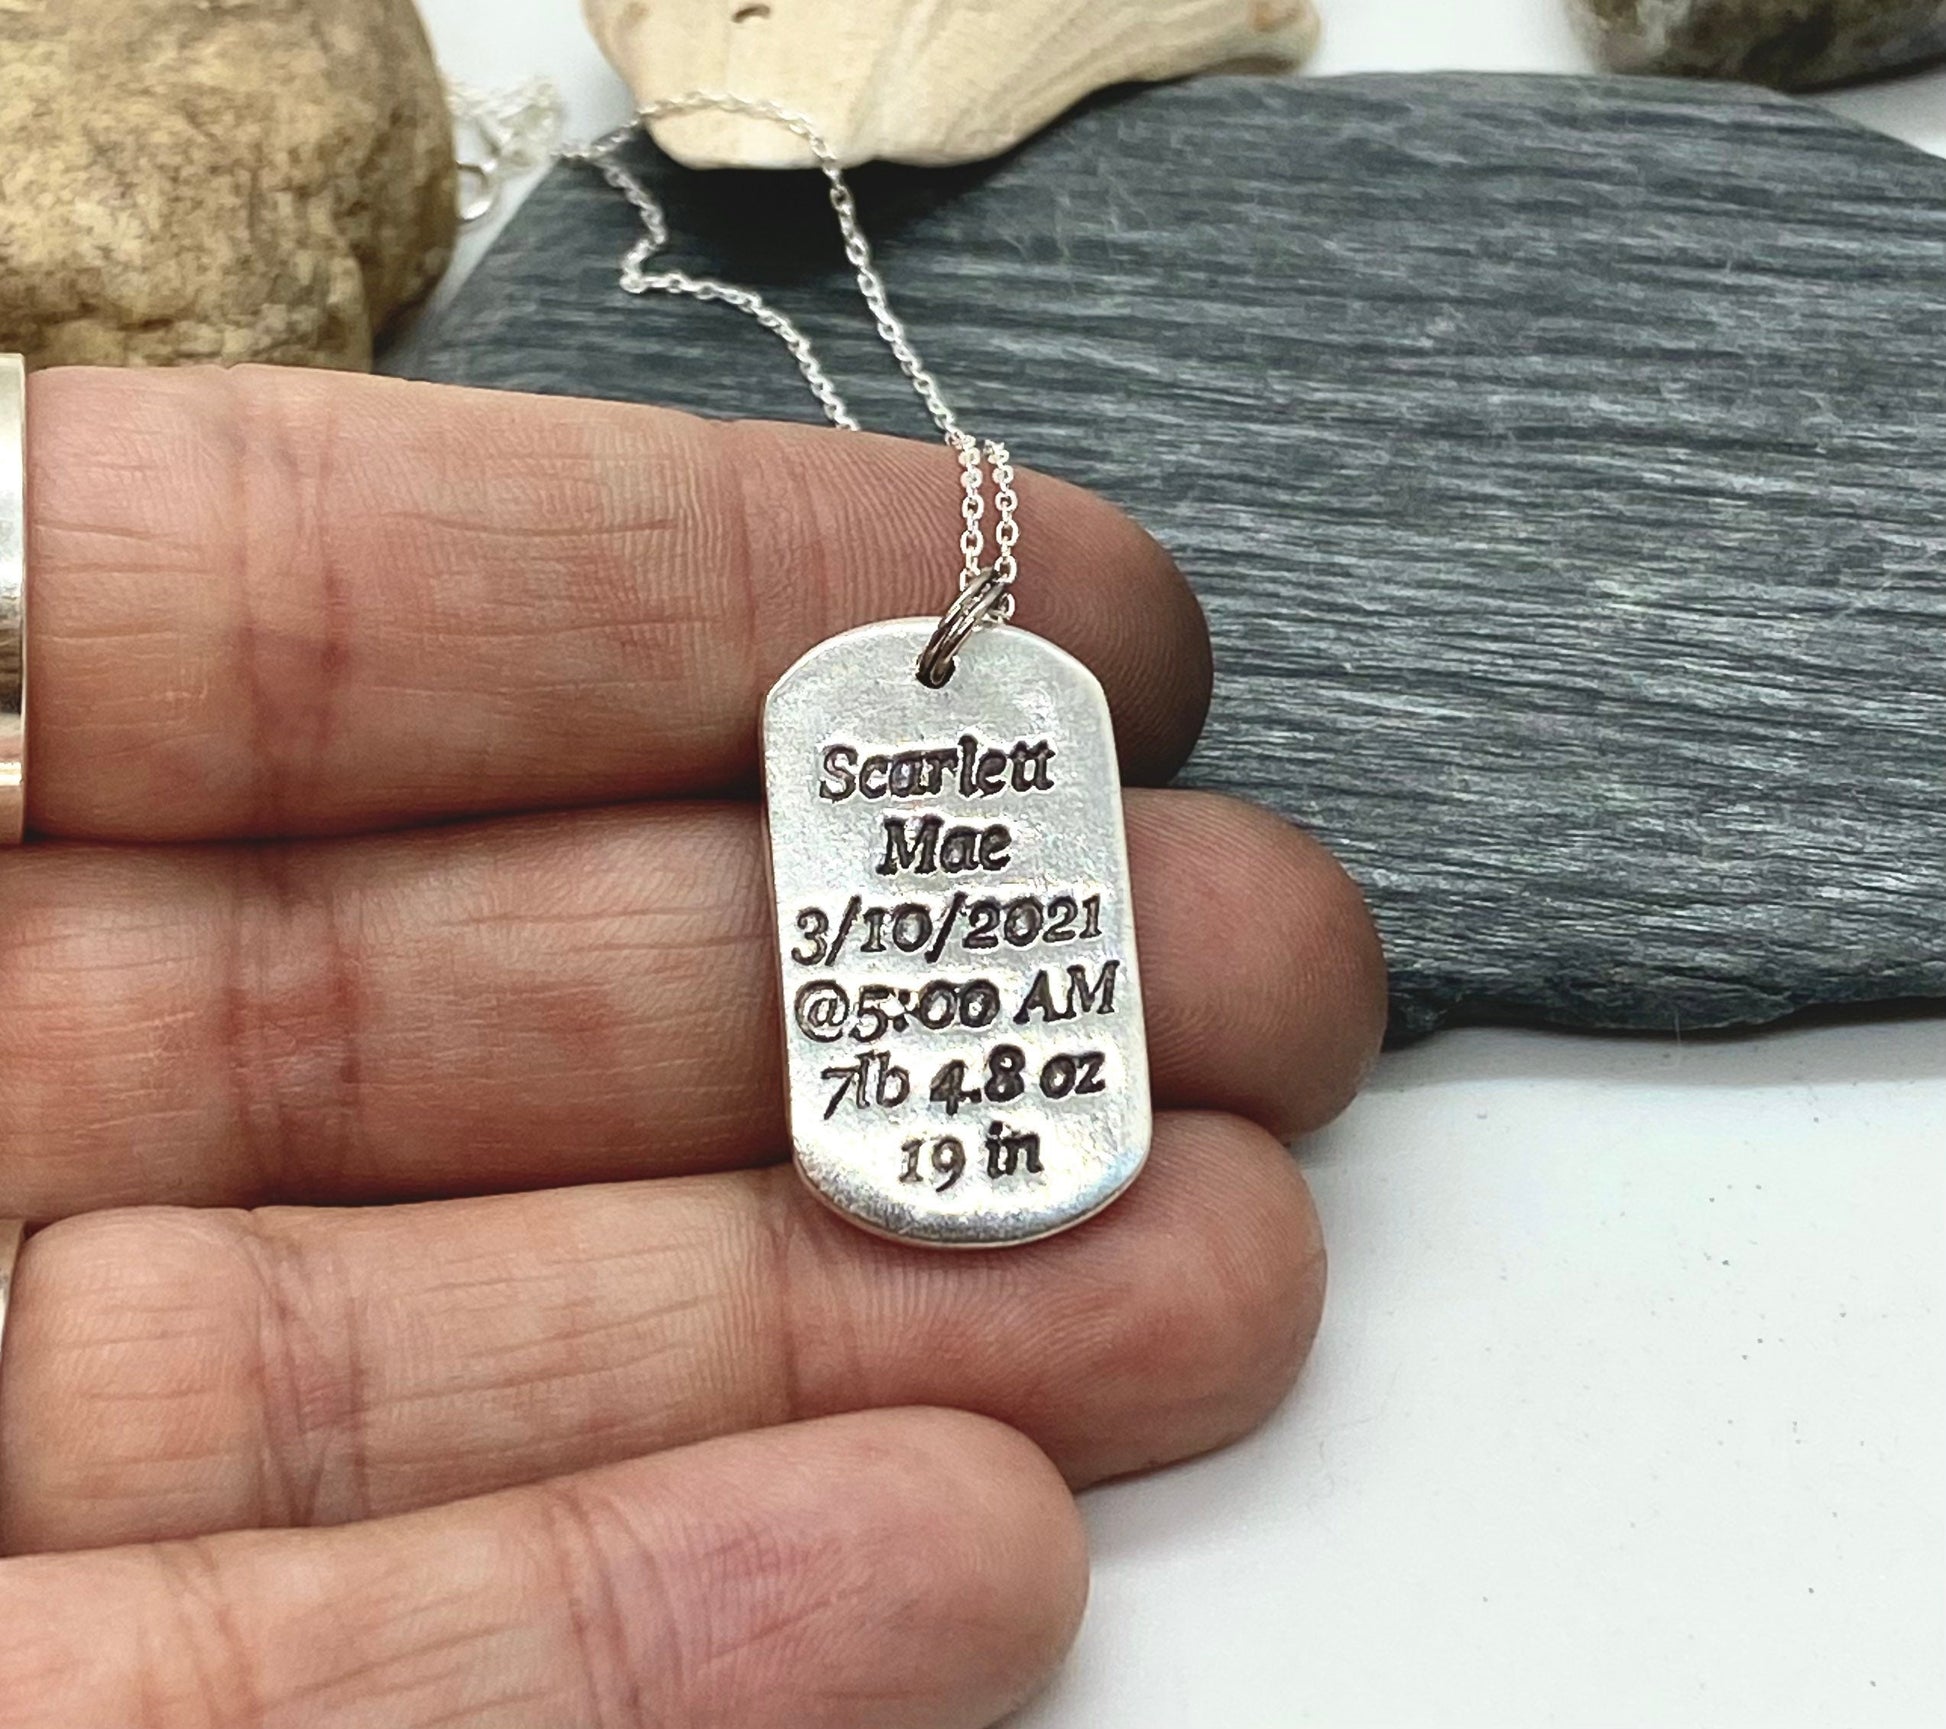 Scarlett
Mae
3/10/2021
@5:00 AM
7lb 4.8 oz
19 in